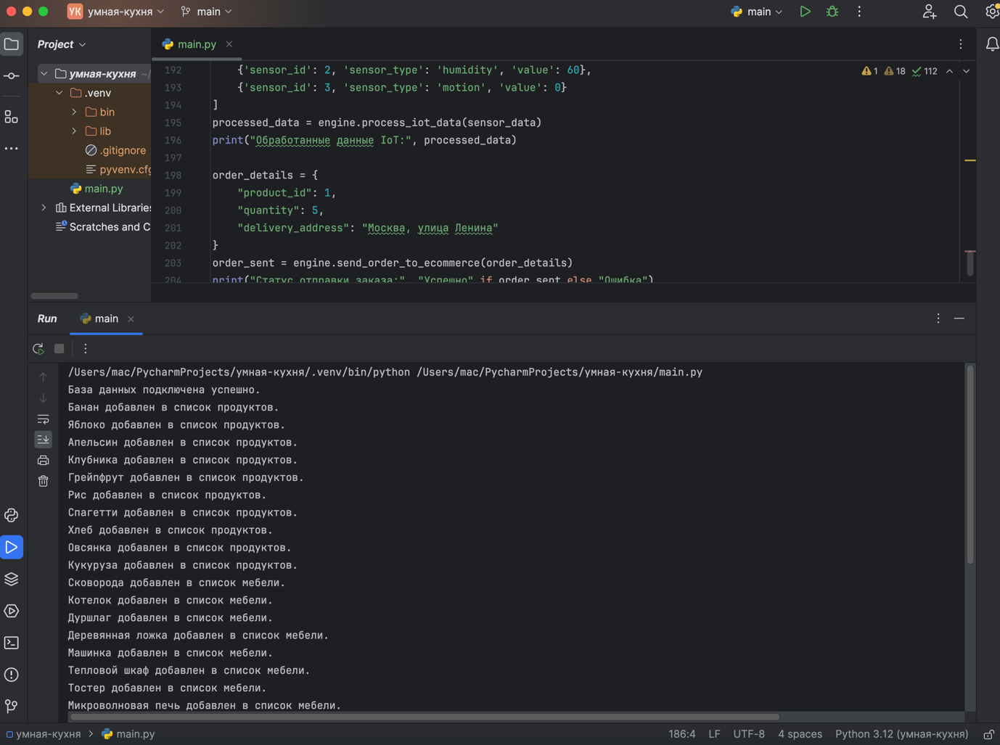 УК умная-кухня main main
Project
main.py
умная-кухня ~/
.venv
bin
lib
.gitignore
pyvenv.cfg
main.py
External Libraries
Scratches and C
1 18 112
192 {'sensor_id': 2, 'sensor_type': 'humidity', 'value': 60},
193 {'sensor_id': 3, 'sensor_type': 'motion', 'value': 0}
194 ]
195 processed_data = engine.process_iot_data(sensor_data)
196 print("Обработанные данные IoT:", processed_data)
197
198 order_details = {
199 "product_id": 1,
200 "quantity": 5,
201 "delivery_address": "Москва, улица Ленина"
202 }
203 order_sent = engine.send_order_to_ecommerce(order_details)
204 print("Статус отправки заказа:", "Успешно" if order_sent else "Ошибка")
Run main
/Users/mac/PycharmProjects/умная-кухня/.venv/bin/python /Users/mac/PycharmProjects/умная-кухня/main.py
База данных подключена успешно.
Банан добавлен в список продуктов.
Яблоко добавлен в список продуктов.
Апельсин добавлен в список продуктов.
Клубника добавлен в список продуктов.
Грейпфрут добавлен в список продуктов.
Рис добавлен в список продуктов.
Спагетти добавлен в список продуктов.
Хлеб добавлен в список продуктов.
Овсянка добавлен в список продуктов.
Кукуруза добавлен в список продуктов.
Сковорода добавлен в список мебели.
Котелок добавлен в список мебели.
Дуршлаг добавлен в список мебели.
Деревянная ложка добавлен в список мебели.
Машинка добавлен в список мебели.
Тепловой шкаф добавлен в список мебели.
Тостер добавлен в список мебели.
Микроволновая печь добавлен в список мебели.
умная-кухня > main.py 186:4 LF UTF-8 4 spaces Python 3.12 (умная-кухня)